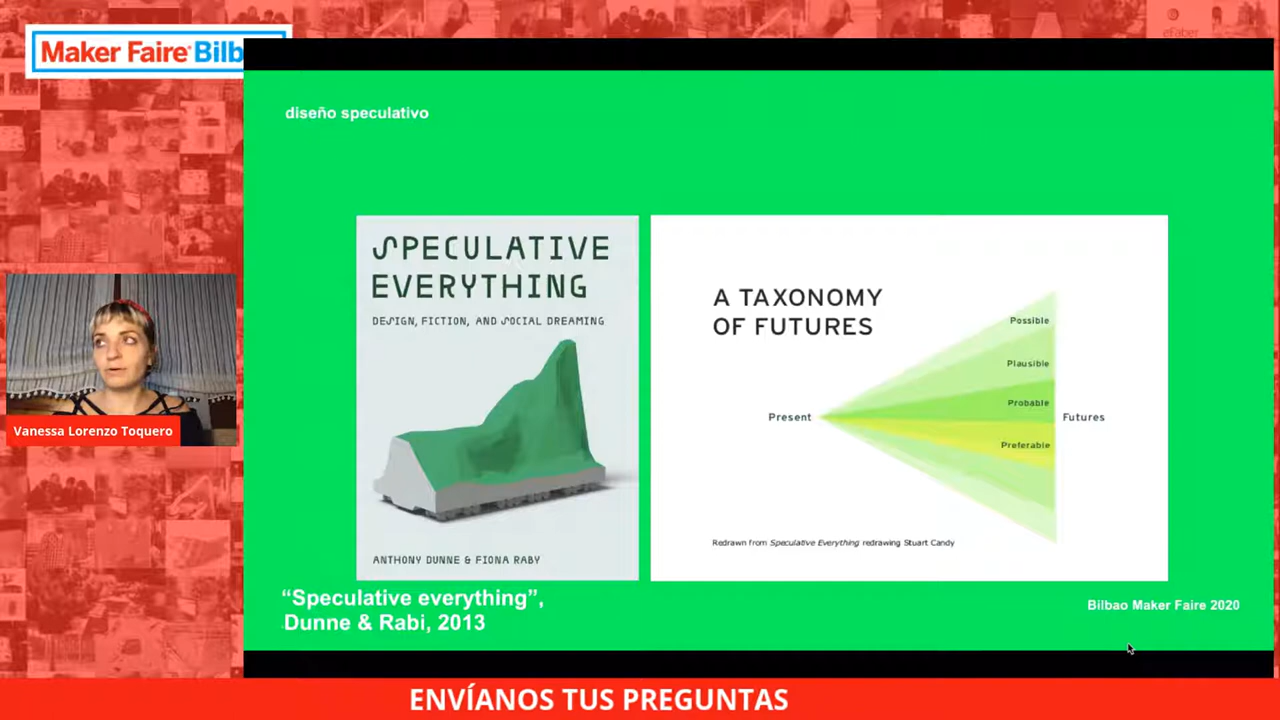 Maker Faire Bilb
eFaber
diseño speculativo
SPECULATIVE
EVERYTHING
DESIGN, FICTION, AND SOCIAL DREAMING
ANTHONY DUNNE & FIONA RABY
A TAXONOMY
OF FUTURES
Possible
Plausible
Probable
Present
Futures
Preferable
Redrawn from Speculative Everything redrawing Stuart Candy
Vanessa Lorenzo Toquero
“Speculative everything”,
Dunne & Rabi, 2013
Bilbao Maker Faire 2020
ENVÍANOS TUS PREGUNTAS